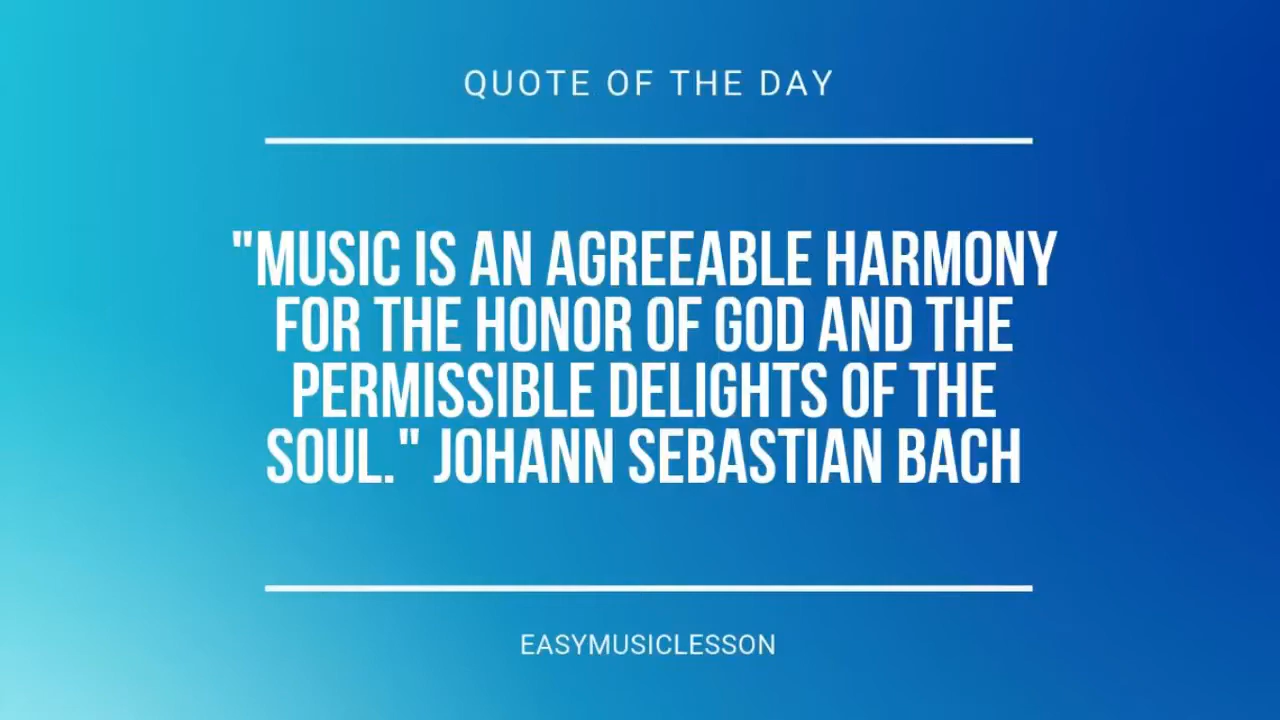 QUOTE OF THE DAY
"MUSIC IS AN AGREEABLE HARMONY
FOR THE HONOR OF GOD AND THE
PERMISSIBLE DELIGHTS OF THE
SOUL." JOHANN SEBASTIAN BACH
EASYMUSICLESSON